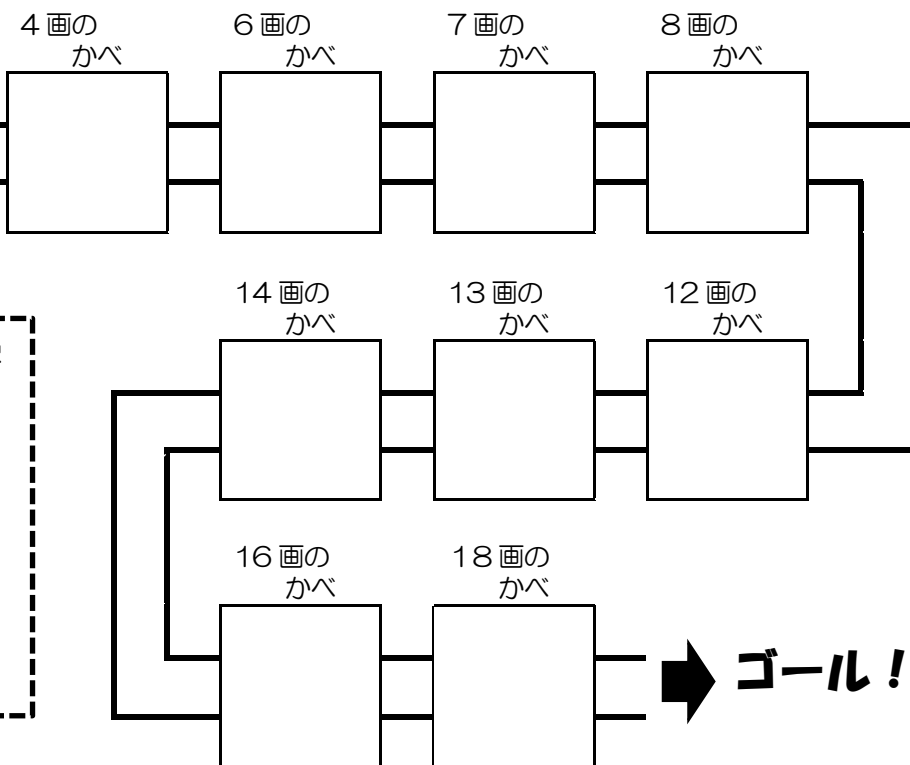 4画の
かべ
6画の
かべ
7画の
かべ
8画の
かべ
14画の
かべ
13画の
かべ
12画の
かべ
16画の
かべ
18画の
かべ
ゴール！